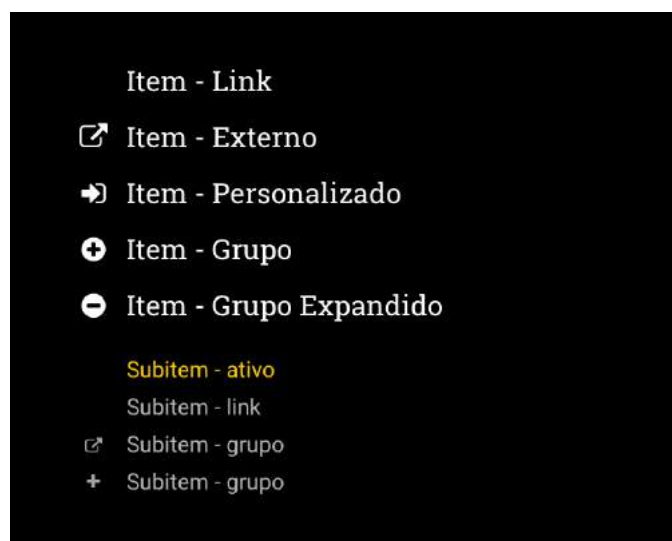 Item - Link
Item - Externo
Item - Personalizado
Item - Grupo
Item - Grupo Expandido
Subitem - ativo
Subitem - link
Subitem - grupo
Subitem - grupo